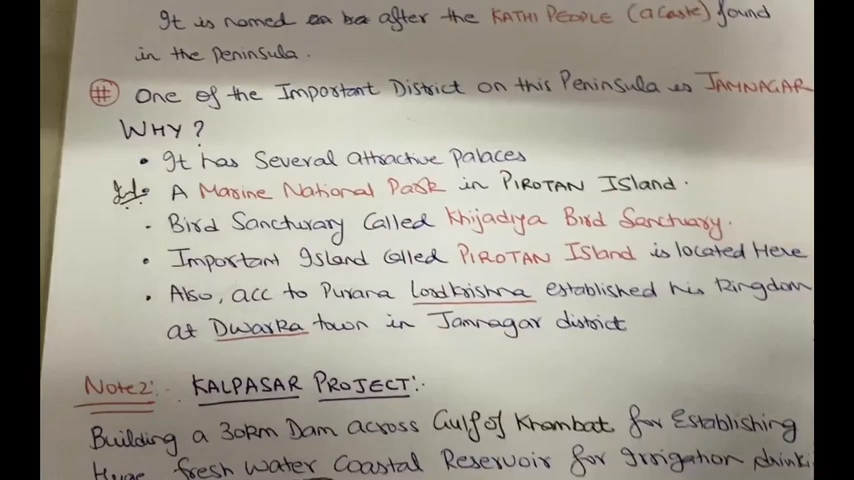 It is named after the KATHI PEOPLE (a caste) found
in the Peninsula.
# One of the Important District on this Peninsula is JAMNAGAR
WHY?
• It has Several attractive Palaces
• A Marine National Park in PIROTAN Island.
• Bird Sancturary Called Khijadiya Bird Sanctuary.
• Important Island Called PIROTAN Island is located Here
• Also, acc to Purana Lord Krishna established his Kingdom
at Dwarka town in Jamnagar district
Note2:- KALPASAR PROJECT:-
Building a 30km Dam across Gulf of Khambat for Establishing
Huge fresh water Coastal Reservoir for irrigation, drinki